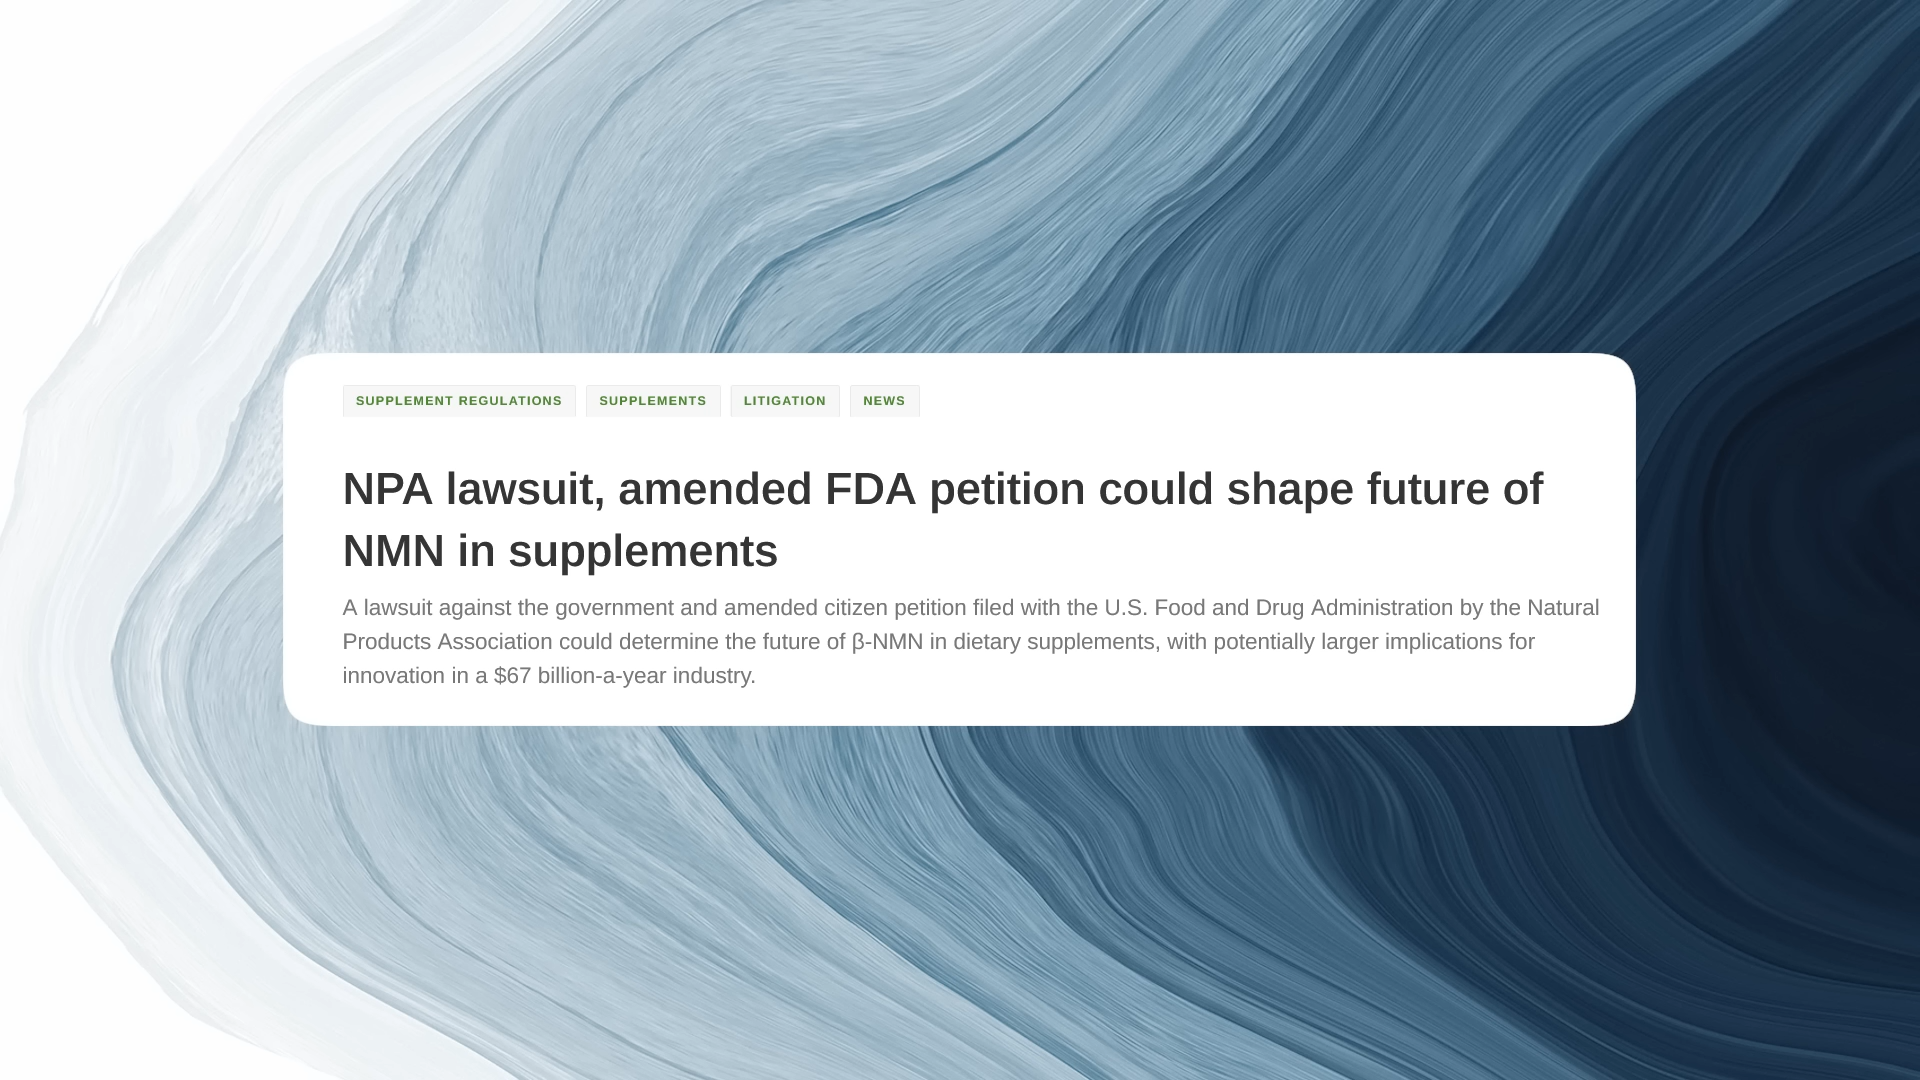 SUPPLEMENT REGULATIONS SUPPLEMENTS LITIGATION NEWS
NPA lawsuit, amended FDA petition could shape future of
NMN in supplements
A lawsuit against the government and amended citizen petition filed with the U.S. Food and Drug Administration by the Natural
Products Association could determine the future of β-NMN in dietary supplements, with potentially larger implications for
innovation in a $67 billion-a-year industry.